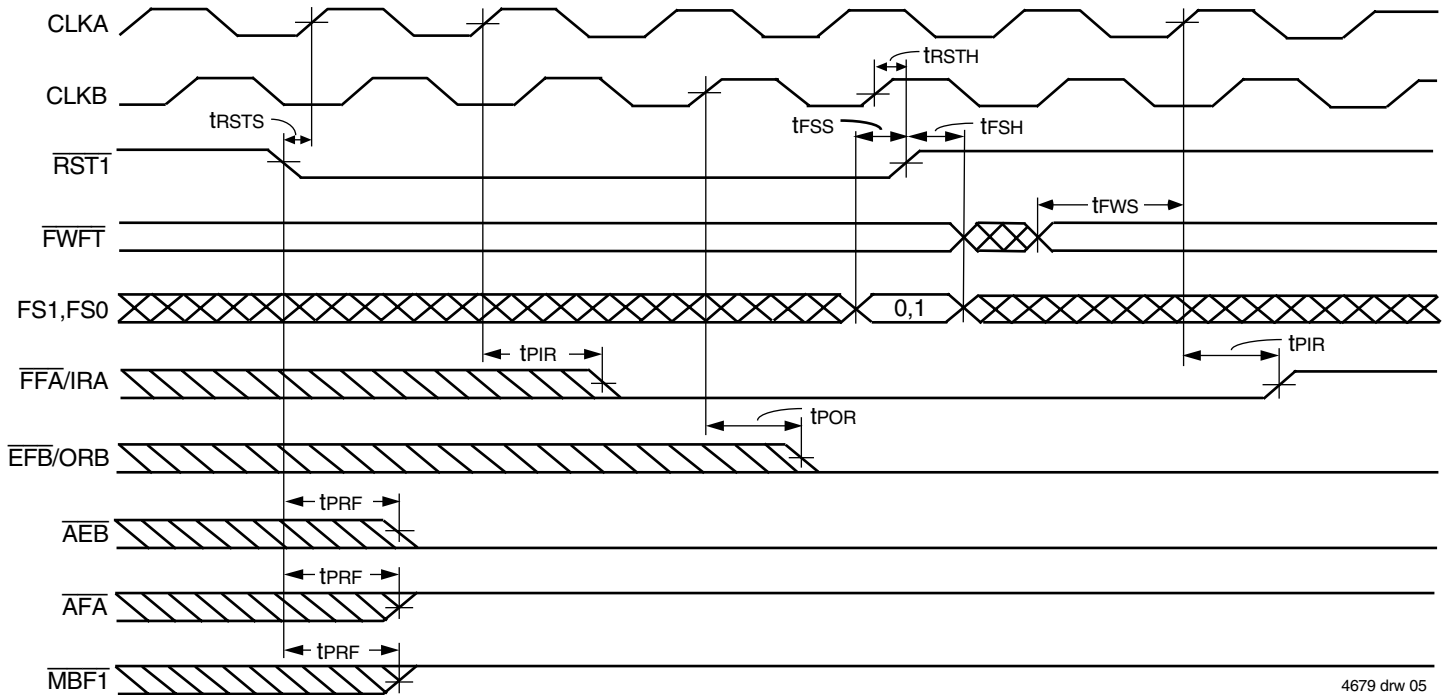 CLKA
tRSTH
CLKB
tRSTS
tFSS
tFSH
RST1
tFWS
FWFT
FS1,FS0
0,1
tPIR
tPIR
FFA/IRA
tPOR
EFB/ORB
tPRF
AEB
tPRF
AFA
tPRF
MBF1
4679 drw 05